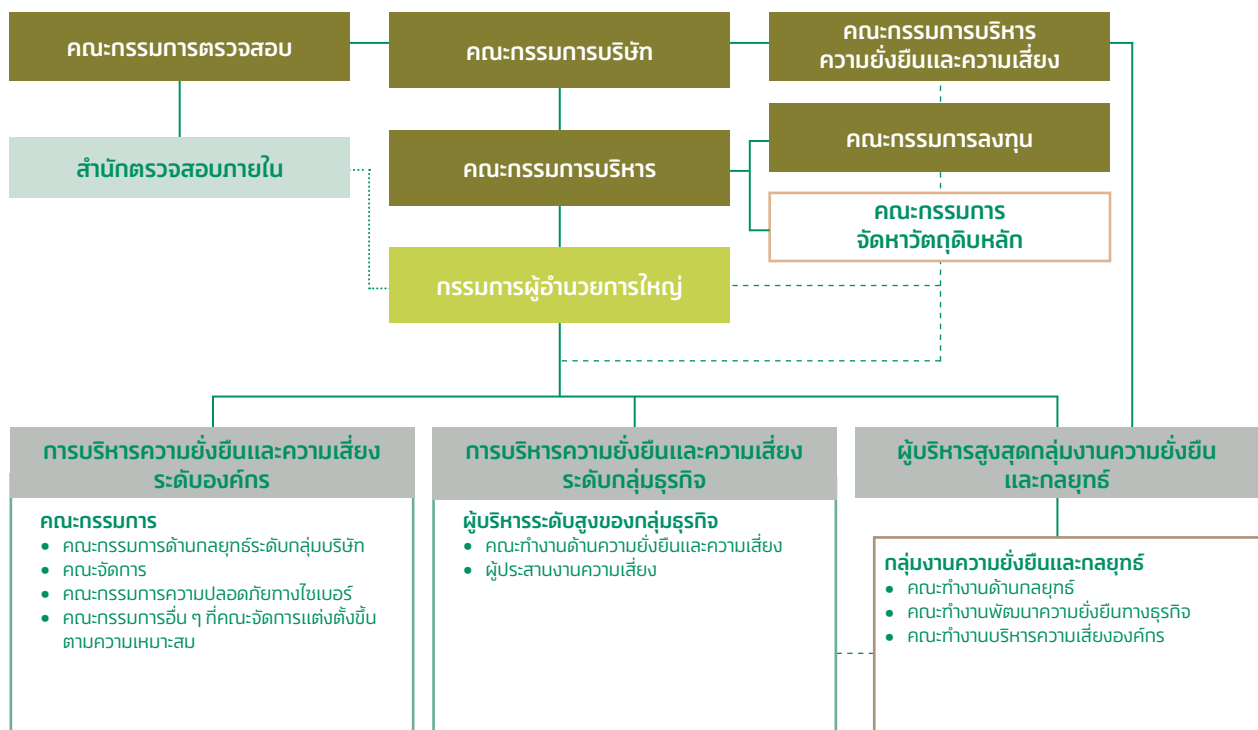 คณะกรรมการตรวจสอบ
คณะกรรมการบริษัท
คณะกรรมการบริหาร
ความยั่งยืนและความเสี่ยง
สำนักตรวจสอบภายใน
คณะกรรมการบริหาร
คณะกรรมการลงทุน
คณะกรรมการ
จัดหาวัตถุดิบหลัก
กรรมการผู้อำนวยการใหญ่
การบริหารความยั่งยืนและความเสี่ยง
ระดับองค์กร
คณะกรรมการ
• คณะกรรมการด้านกลยุทธ์ระดับกลุ่มบริษัท
• คณะจัดการ
• คณะกรรมการความปลอดภัยทางไซเบอร์
• คณะกรรมการอื่น ๆ ที่คณะจัดการแต่งตั้งขึ้น
ตามความเหมาะสม
การบริหารความยั่งยืนและความเสี่ยง
ระดับกลุ่มธุรกิจ
ผู้บริหารระดับสูงของกลุ่มธุรกิจ
• คณะทำงานด้านความยั่งยืนและความเสี่ยง
• ผู้ประสานงานความเสี่ยง
ผู้บริหารสูงสุดกลุ่มงานความยั่งยืน
และกลยุทธ์
กลุ่มงานความยั่งยืนและกลยุทธ์
• คณะทำงานด้านกลยุทธ์
• คณะทำงานพัฒนาความยั่งยืนทางธุรกิจ
• คณะทำงานบริหารความเสี่ยงองค์กร